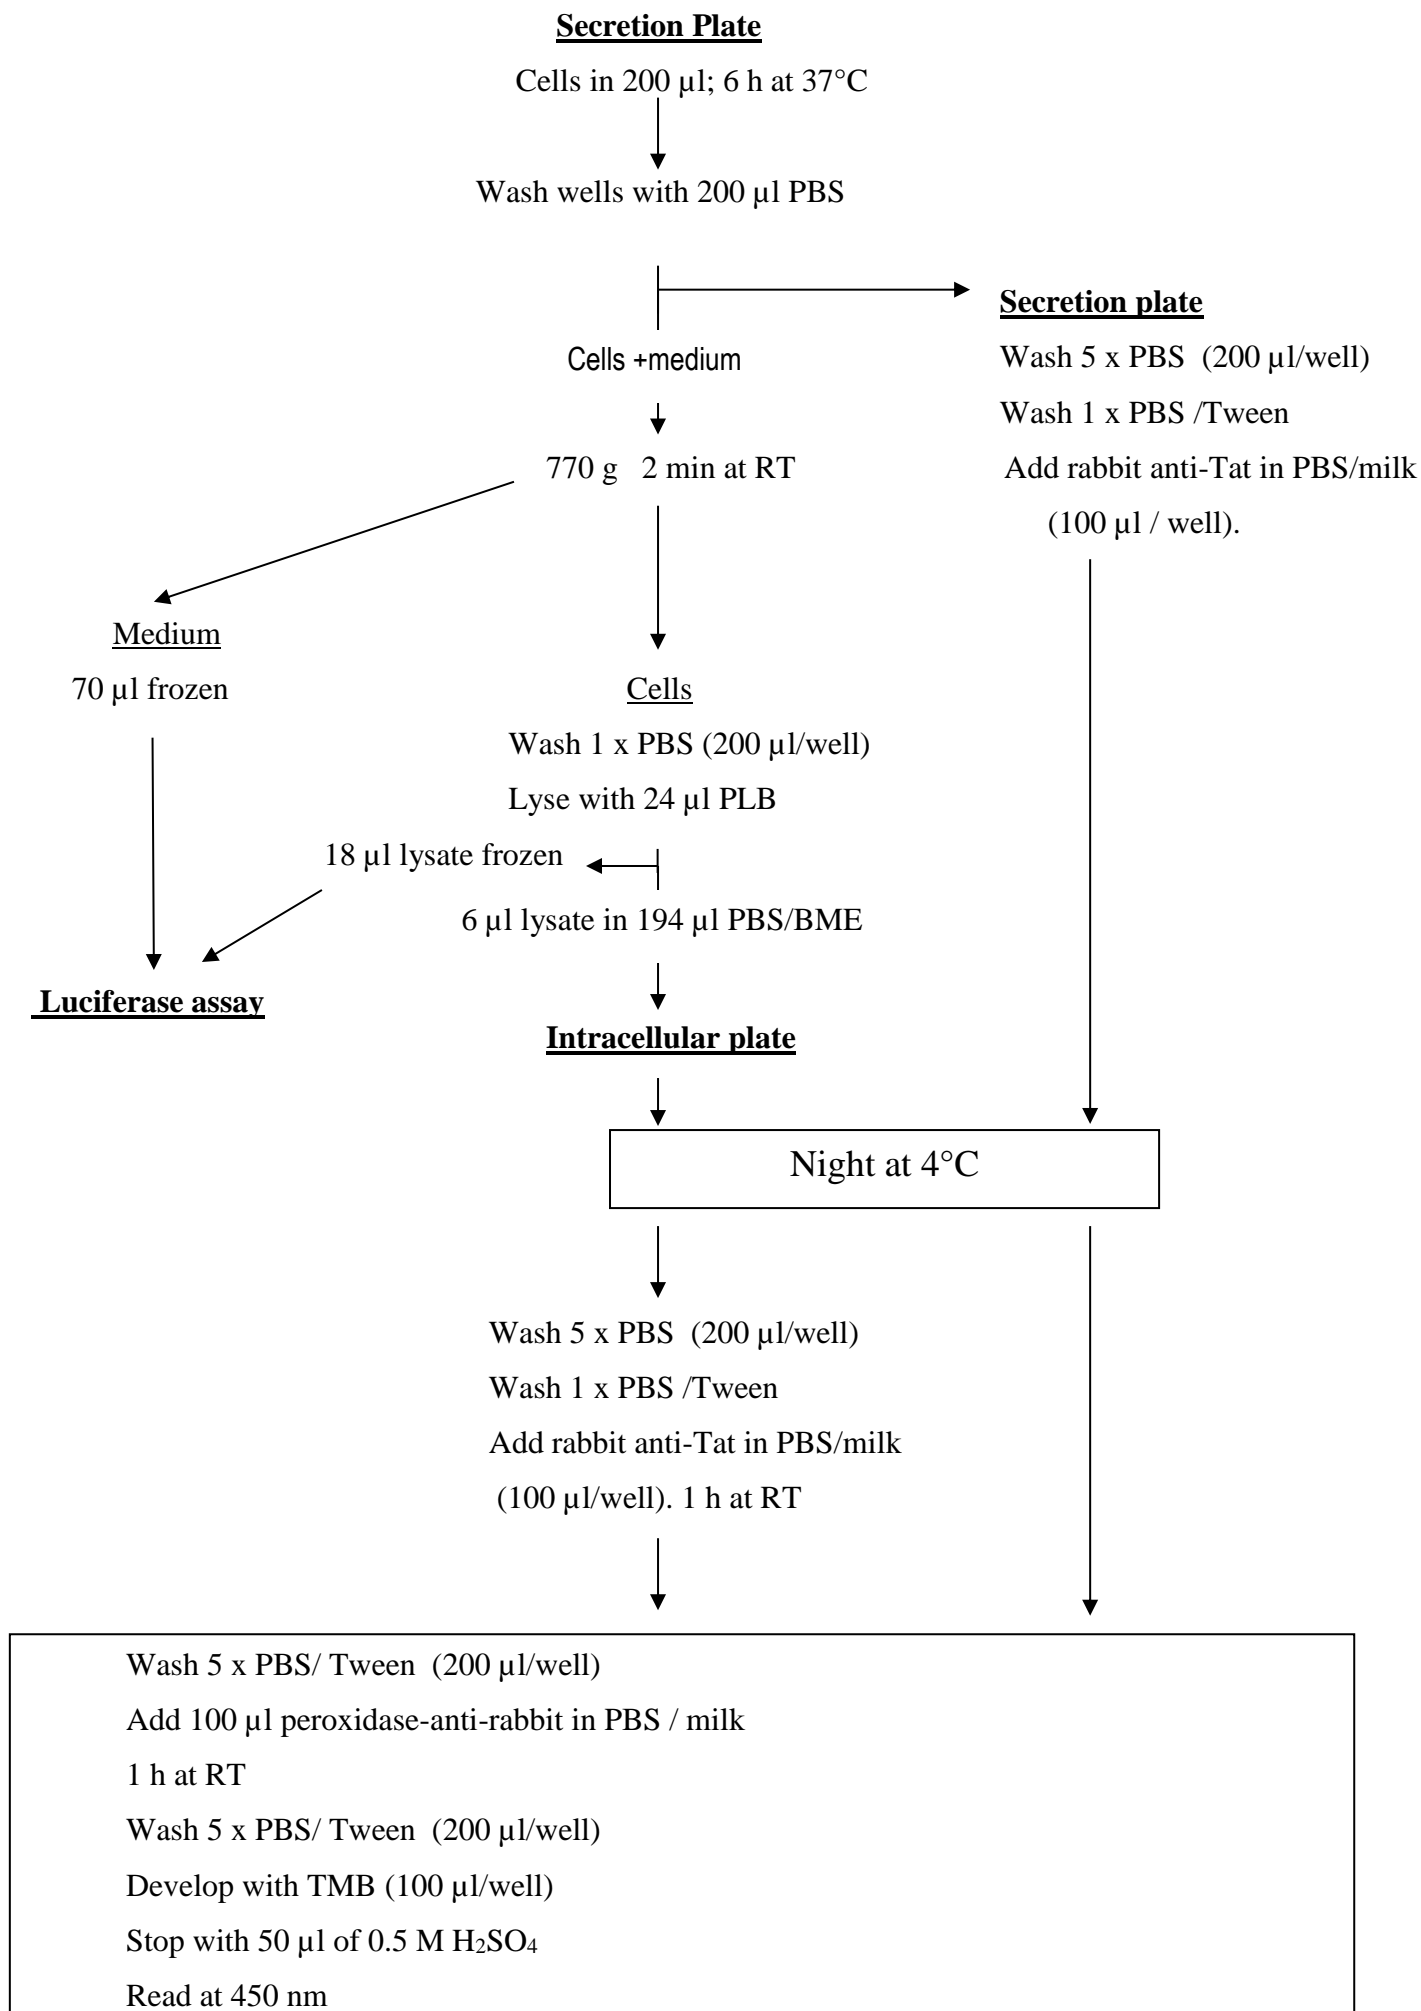 Secretion Plate
Cells in 200 µl; 6 h at 37°C
Wash wells with 200 µl PBS
Secretion plate
Wash 5 x PBS  (200 µl/well)
Wash 1 x PBS /Tween
Add rabbit anti-Tat in PBS/milk
(100 µl / well).
Cells +medium
770 g   2 min at RT
Medium
70 µl frozen
Cells
Wash 1 x PBS (200 µl/well)
Lyse with 24 µl PLB
18 µl lysate frozen
6 µl lysate in 194 µl PBS/BME
Luciferase assay
Intracellular plate
Night at 4°C
Wash 5 x PBS  (200 µl/well)
Wash 1 x PBS /Tween
Add rabbit anti-Tat in PBS/milk
(100 µl/well). 1 h at RT
Wash 5 x PBS/ Tween  (200 µl/well)
Add 100 µl peroxidase-anti-rabbit in PBS / milk
1 h at RT
Wash 5 x PBS/ Tween  (200 µl/well)
Develop with TMB (100 µl/well)
Stop with 50 µl of 0.5 M H₂SO₄
Read at 450 nm